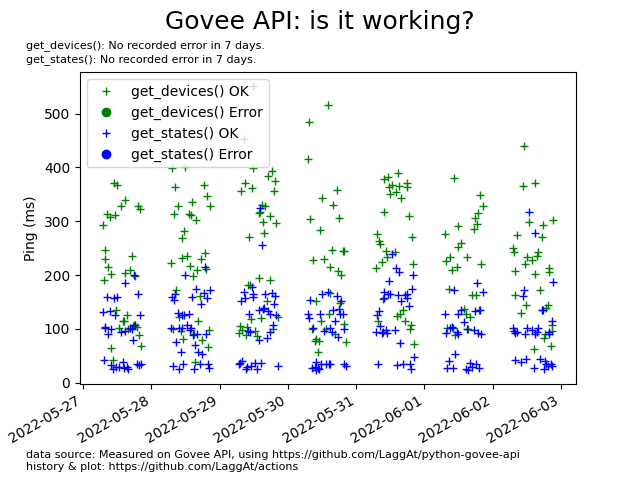 Govee API: is it working?
get_devices(): No recorded error in 7 days.
get_states(): No recorded error in 7 days.
get_devices() OK
get_devices() Error
get_states() OK
get_states() Error
Ping (ms)
500
400
300
200
100
0
2022-05-27
2022-05-28
2022-05-29
2022-05-30
2022-05-31
2022-06-01
2022-06-02
2022-06-03
data source: Measured on Govee API, using https://github.com/LaggAt/python-govee-api
history & plot: https://github.com/LaggAt/actions